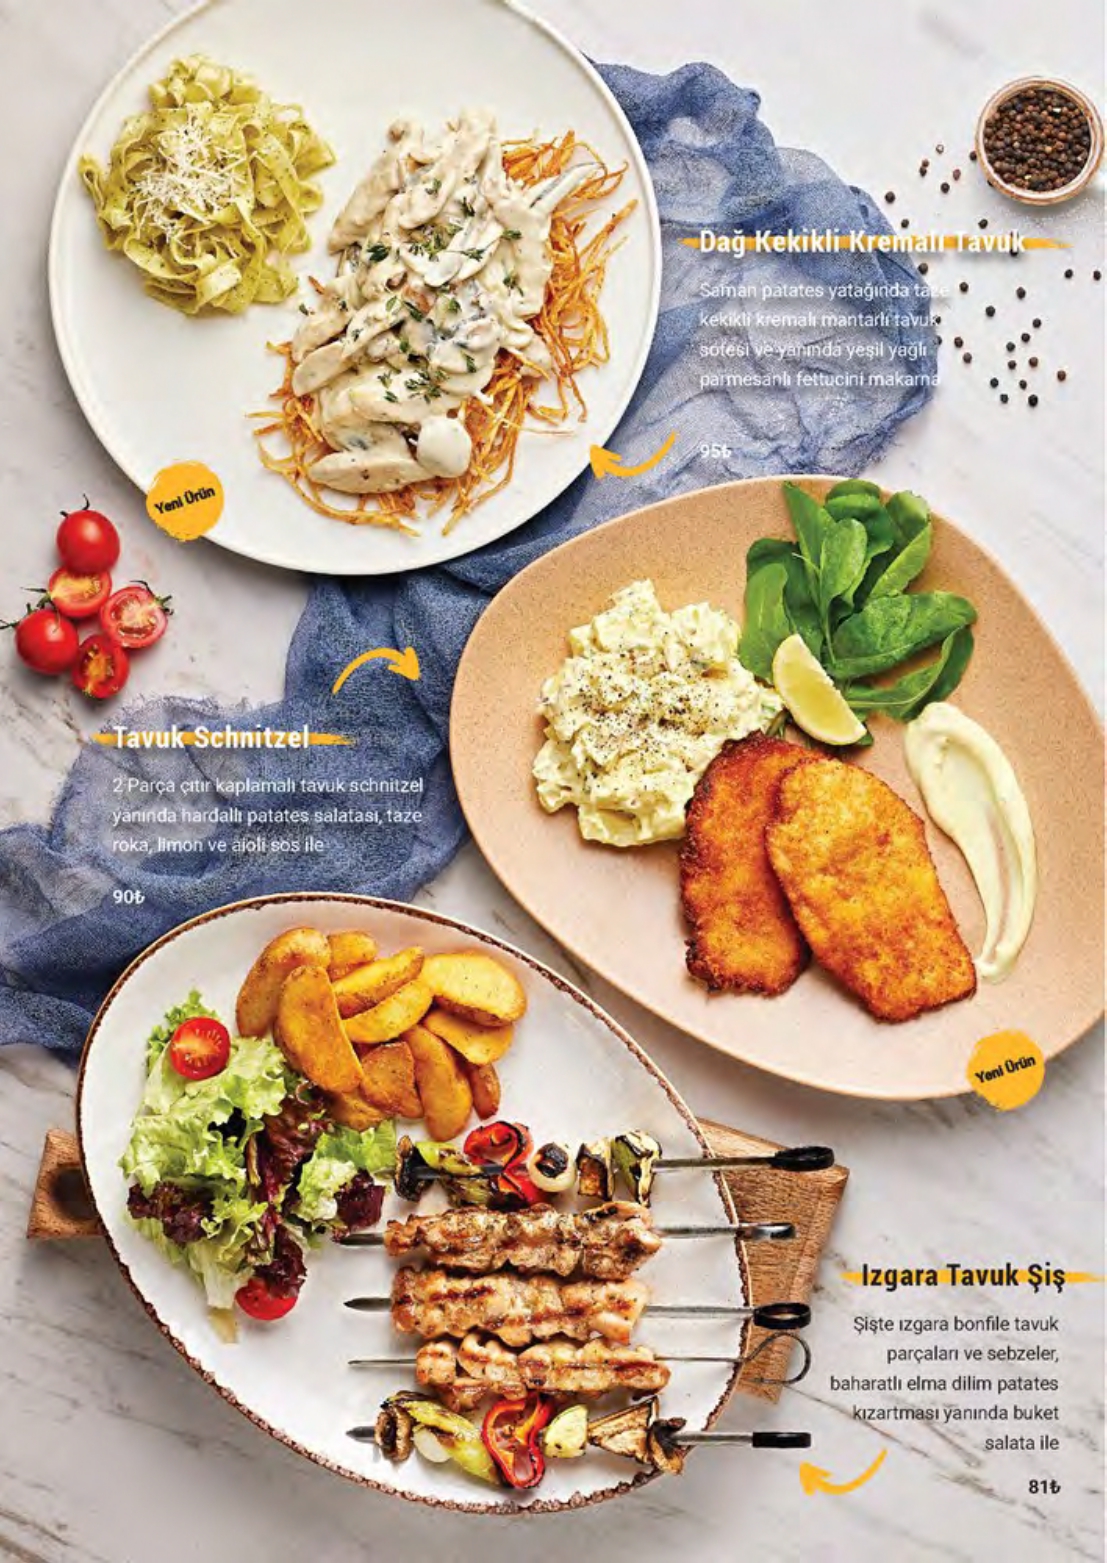 Dağ Kekikli Kremalı Tavuk
Saman patates yatağında taze
kekikli kremalı mantarlı tavuk
sotesi ve yanında yeşil yağlı
parmesanlı fettucini makarna
95₺
Yeni Ürün
Tavuk Schnitzel
2 Parça çıtır kaplamalı tavuk schnitzel
yanında hardallı patates salatası, taze
roka, limon ve aioli sos ile
90₺
Yeni Ürün
Izgara Tavuk Şiş
Şişte ızgara bonfile tavuk
parçaları ve sebzeler,
baharatlı elma dilim patates
kızartması yanında buket
salata ile
81₺